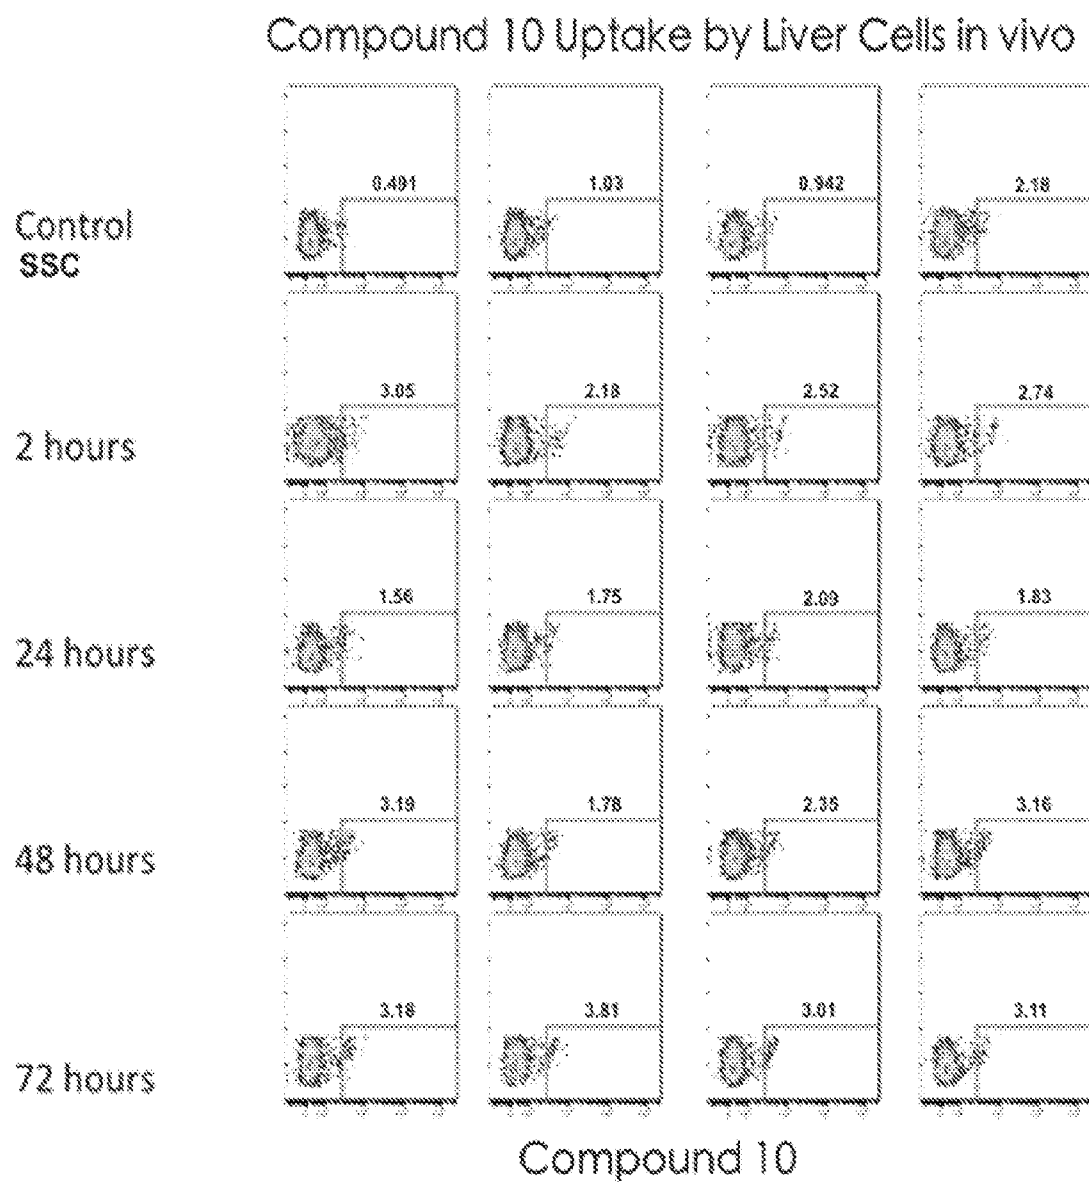 Compound 10 Uptake by Liver Cells in vivo
0.491 1.03 0.942 2.18
Control
SSC
3.05 2.18 2.52 2.74
2 hours
1.56 1.75 2.09 1.83
24 hours
3.19 1.78 2.35 3.16
48 hours
3.18 3.81 3.01 3.11
72 hours
Compound 10